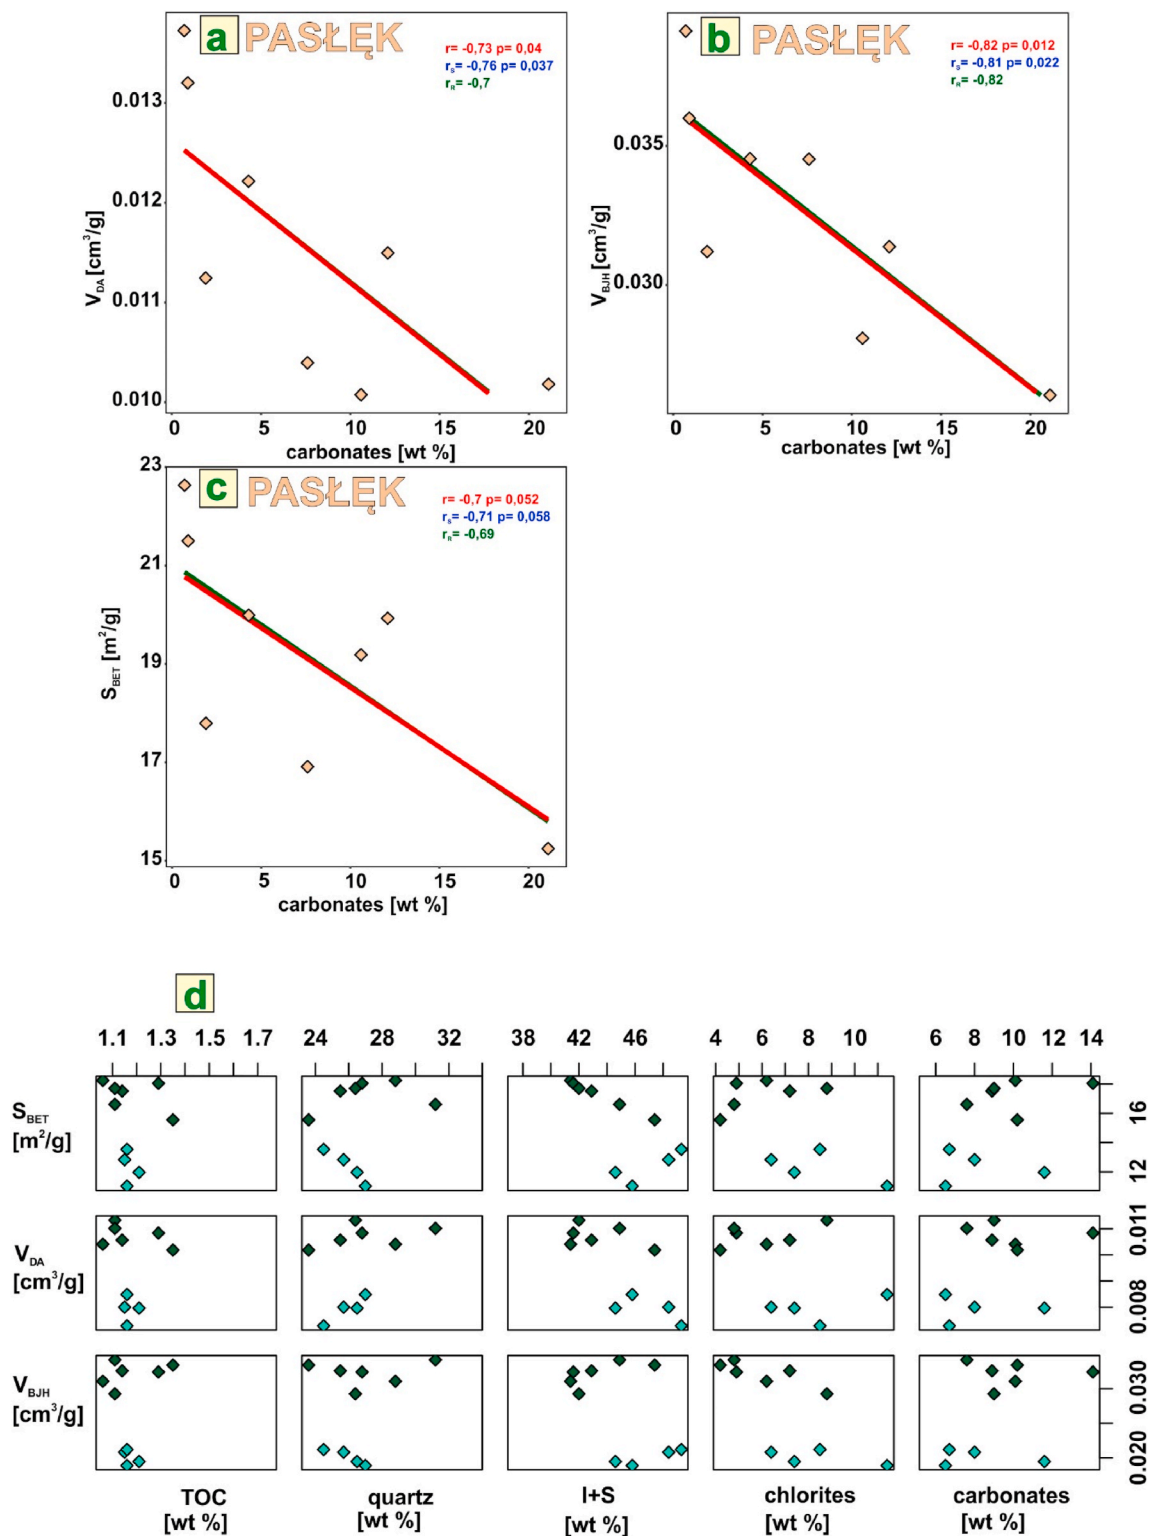 a PASŁĘK
r= -0,73 p= 0,04
rₛ= -0,76 p= 0,037
rᵣ= -0,7
0.013
0.012
0.011
0.010
V_DA [cm³/g]
0 5 10 15 20
carbonates [wt %]
b PASŁĘK
r= -0,82 p= 0,012
rₛ= -0,81 p= 0,022
rᵣ= -0,82
0.035
0.030
V_BJH [cm³/g]
0 5 10 15 20
carbonates [wt %]
c PASŁĘK
r= -0,7 p= 0,052
rₛ= -0,71 p= 0,058
rᵣ= -0,69
23
21
19
17
15
S_BET [m²/g]
0 5 10 15 20
carbonates [wt %]
d
1.1 1.3 1.5 1.7 24 28 32 38 42 46 4 6 8 10 6 8 10 12 14
S_BET
[m²/g]
16
12
V_DA
[cm³/g]
0.011
0.008
V_BJH
[cm³/g]
0.030
0.020
TOC quartz I+S chlorites carbonates
[wt %] [wt %] [wt %] [wt %] [wt %]